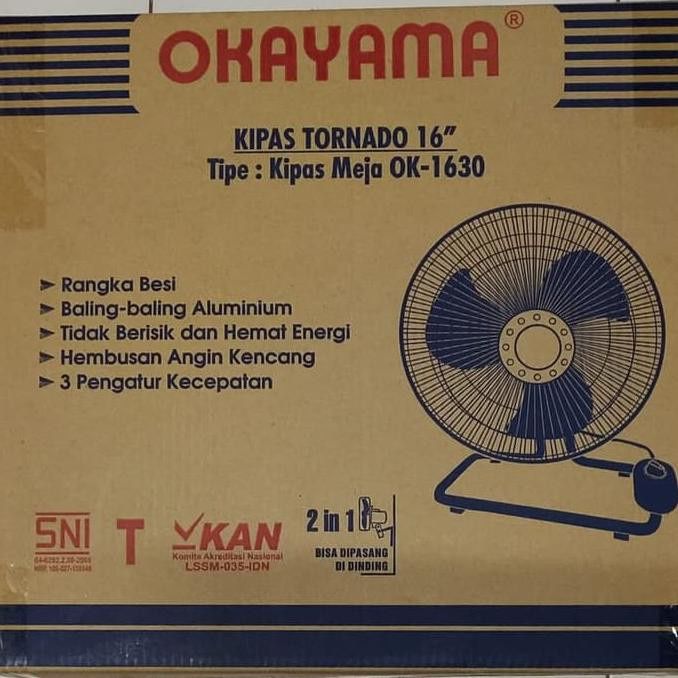 OKAYAMA®
KIPAS TORNADO 16"
Tipe : Kipas Meja OK-1630
➤ Rangka Besi
➤ Baling-baling Aluminium
➤ Tidak Berisik dan Hemat Energi
➤ Hembusan Angin Kencang
➤ 3 Pengatur Kecepatan
SNI
T
KAN
Komite Akreditasi Nasional
LSSM-035-IDN
2 in 1
BISA DIPASANG
DI DINDING